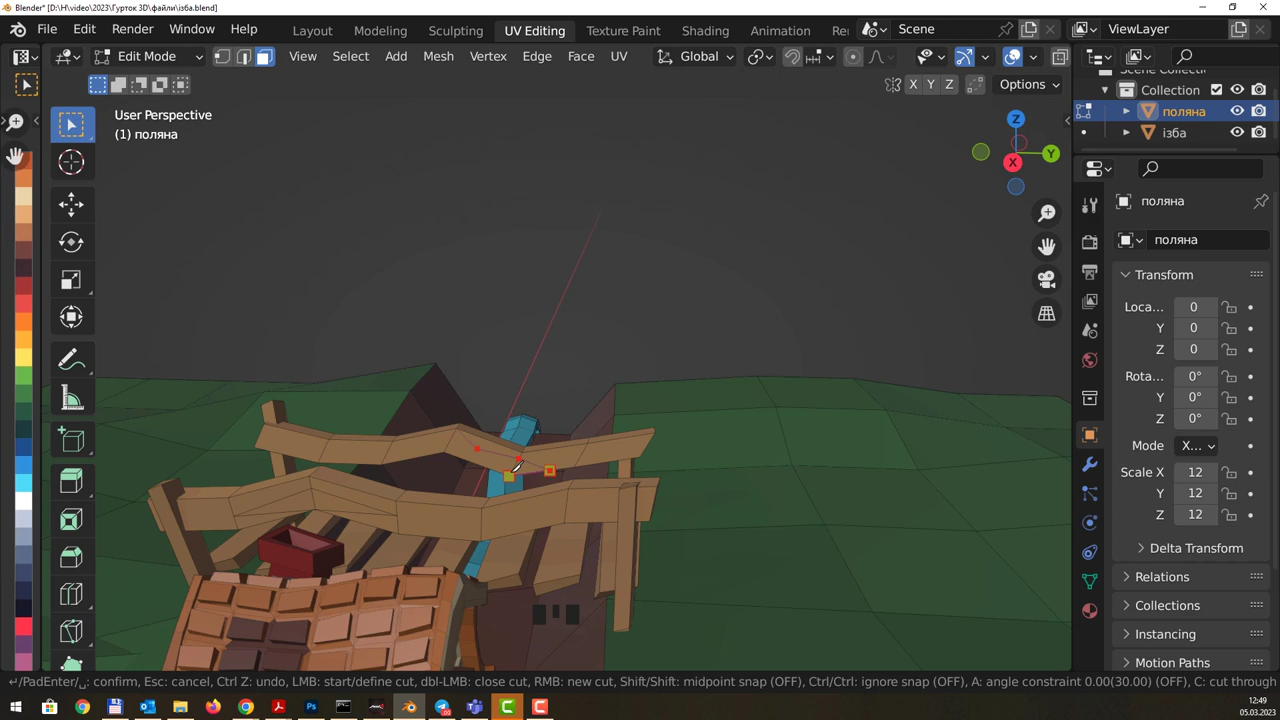 Blender* [D:\H\video\2023\Гурток 3D\файли\ізба.blend]
File Edit Render Window Help Layout Modeling Sculpting UV Editing Texture Paint Shading Animation Re Scene ViewLayer
Edit Mode View Select Add Mesh Vertex Edge Face UV Global
X Y Z Options
User Perspective
(1) поляна
Z
Y
X
Scene Collecti
Collection
поляна
ізба
поляна
поляна
Transform
Loca... 0
Y 0
Z 0
Rota... 0°
Y 0°
Z 0°
Mode X...
Scale X 12
Y 12
Z 12
Delta Transform
Relations
Collections
Instancing
Motion Paths
↵/PadEnter/␣: confirm, Esc: cancel, Ctrl Z: undo, LMB: start/define cut, dbl-LMB: close cut, RMB: new cut, Shift/Shift: midpoint snap (OFF), Ctrl/Ctrl: ignore snap (OFF), A: angle constraint 0.00(30.00) (OFF), C: cut through
12:49
05.03.2023